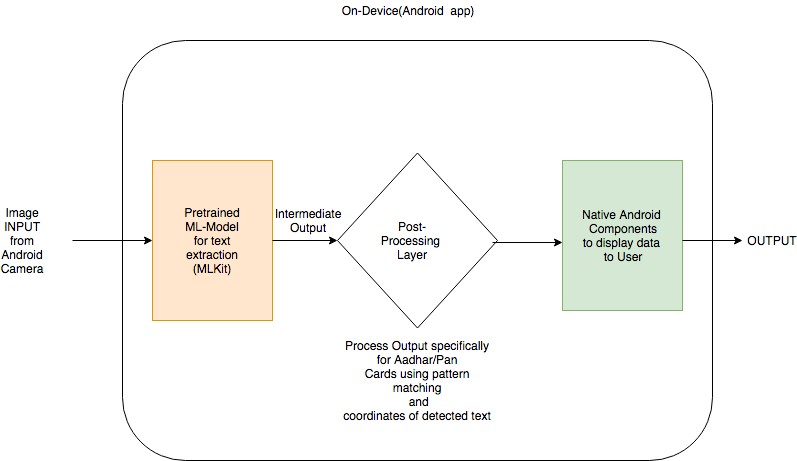 On-Device(Android app)
Image
INPUT
from
Android
Camera
Pretrained
ML-Model
for text
extraction
(MLKit)
Intermediate
Output
Post-
Processing
Layer
Process Output specifically
for Aadhar/Pan
Cards using pattern
matching
and
coordinates of detected text
Native Android
Components
to display data
to User
OUTPUT